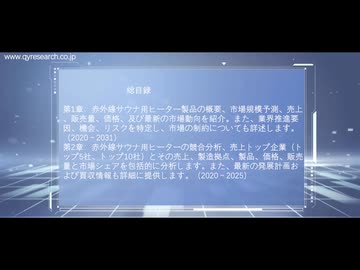 www.qyresearch.co.jp
総目録
第1章　赤外線サウナ用ヒーター製品の概要、市場規模予測、売上
、販売量、価格、及び最新の市場動向を紹介。また、業界推進要
因、機会、リスクを特定し、市場の制約についても詳述します。
（2020～2031）
第2章　赤外線サウナ用ヒーターの競合分析、売上トップ企業（ト
ップ5社、トップ10社）とその売上、製造拠点、製品、価格、販売
量と市場シェアを包括的に分析します。また、最新の発展計画お
よび買収情報も詳細に提供します。（2020～2025）